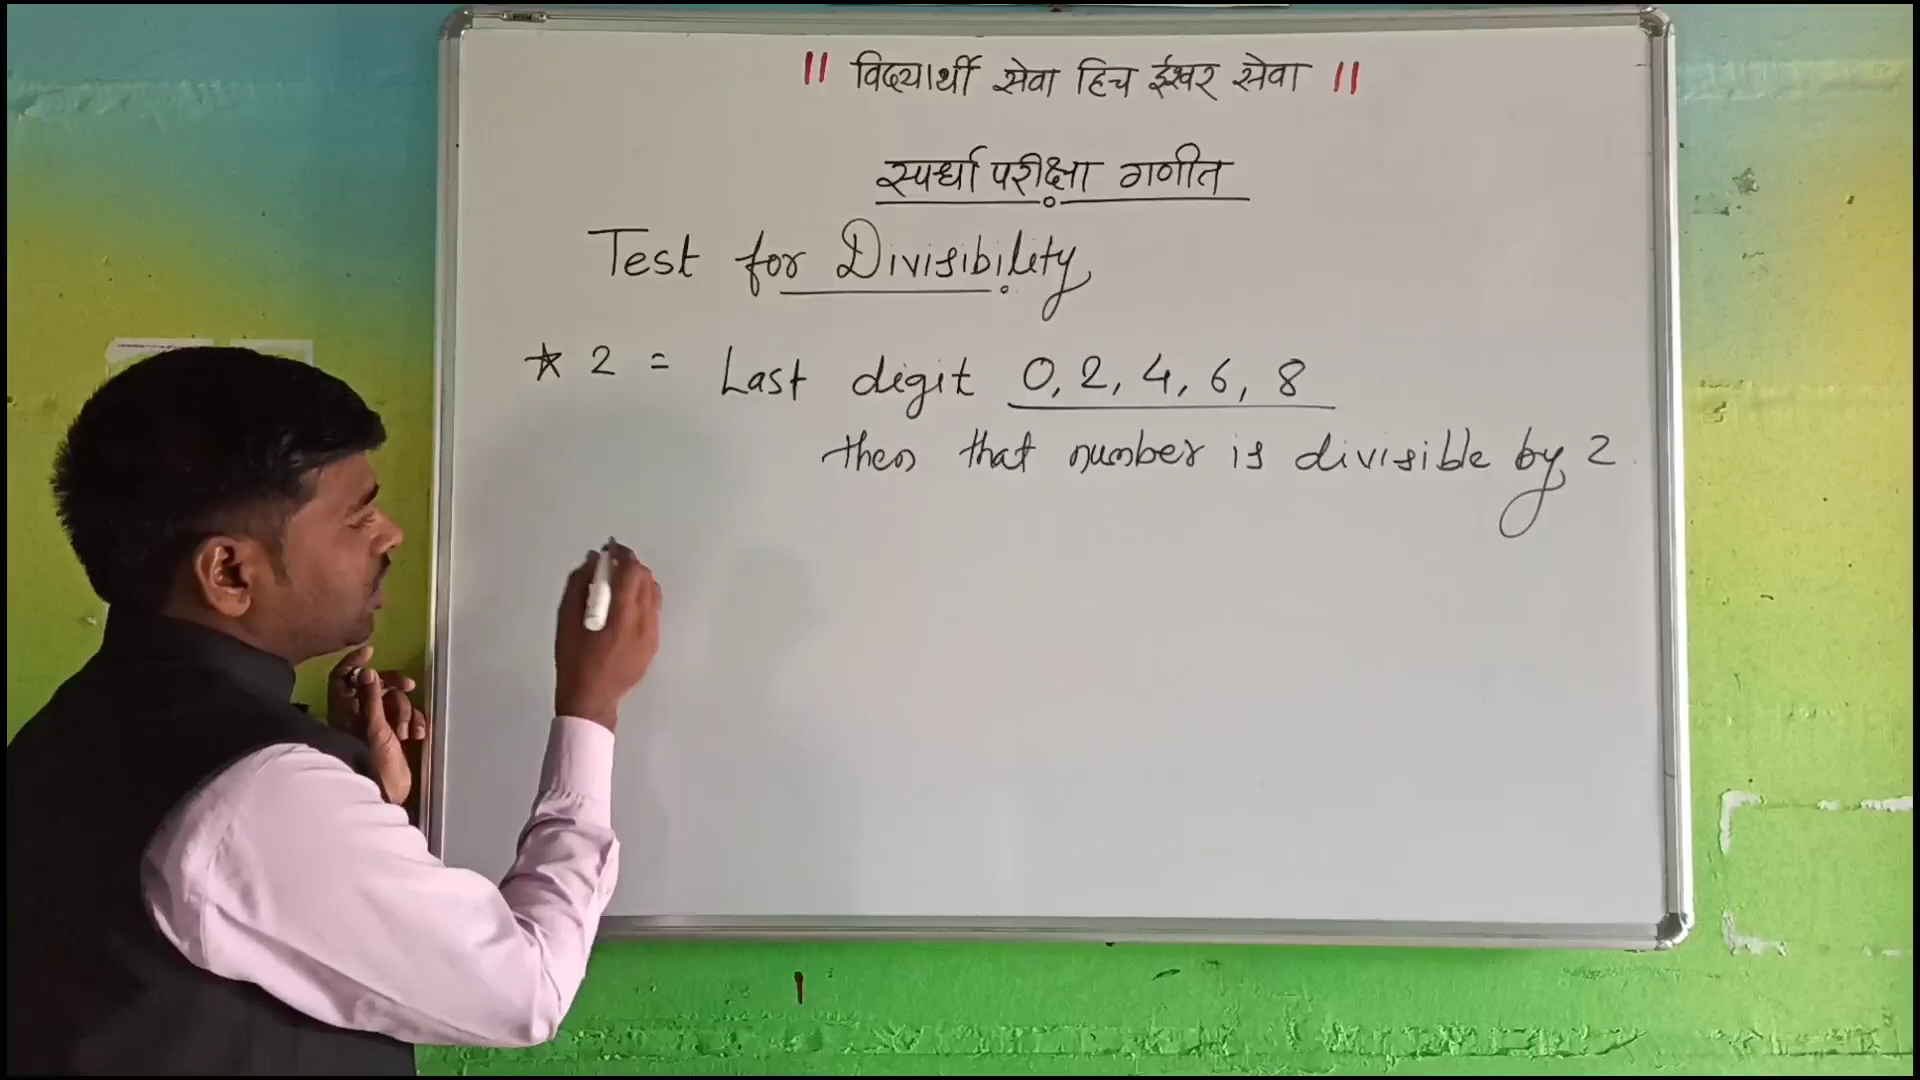 ॥ विद्यार्थी सेवा हिच ईश्वर सेवा ॥
स्पर्धा परीक्षा गणीत
Test for Divisibility
☆ 2 = Last digit 0, 2, 4, 6, 8
then that number is divisible by 2.